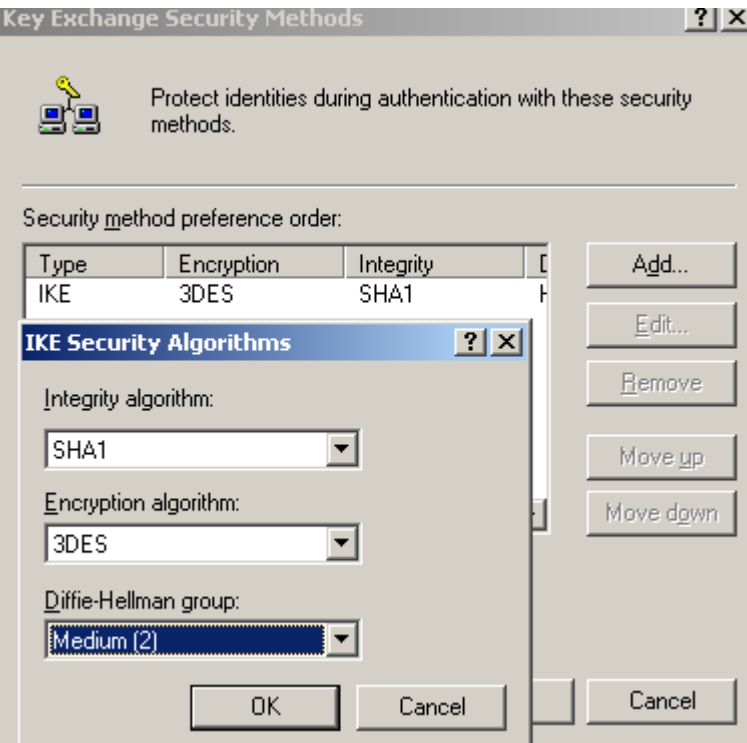 Key Exchange Security Methods
Protect identities during authentication with these security
methods.
Security method preference order:
Type Encryption Integrity
IKE 3DES SHA1
Add...
Edit...
Remove
Move up
Move down
IKE Security Algorithms
Integrity algorithm:
SHA1
Encryption algorithm:
3DES
Diffie-Hellman group:
Medium (2)
OK Cancel
Cancel